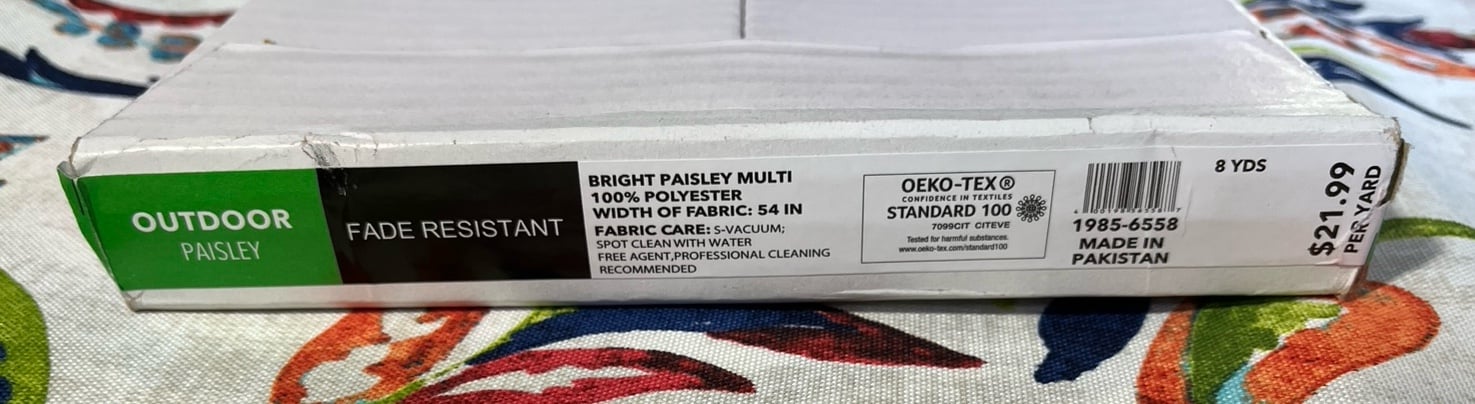 OUTDOOR
PAISLEY
FADE RESISTANT
BRIGHT PAISLEY MULTI
100% POLYESTER
WIDTH OF FABRIC: 54 IN
FABRIC CARE: S-VACUUM;
SPOT CLEAN WITH WATER
FREE AGENT,PROFESSIONAL CLEANING
RECOMMENDED
OEKO-TEX®
CONFIDENCE IN TEXTILES
STANDARD 100
7099CIT CITEVE
Tested for harmful substances.
www.oeko-tex.com/standard100
1985-6558
MADE IN
PAKISTAN
8 YDS
$21.99
PER YARD